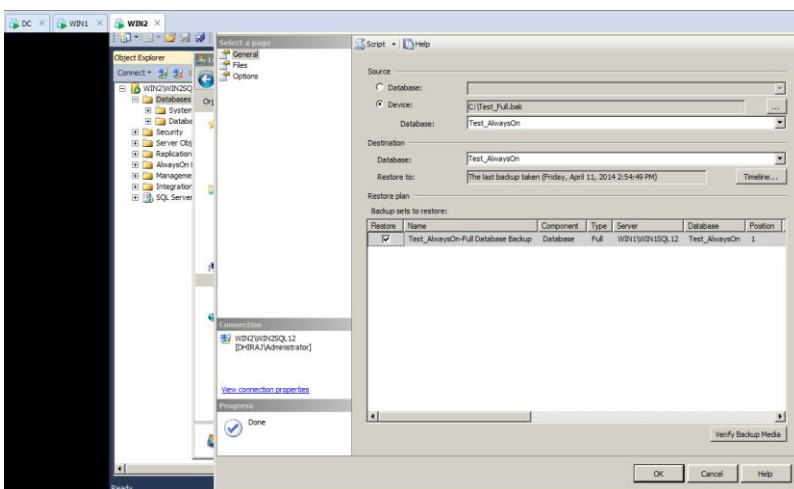 DC
WIN1
WIN2
Object Explorer
Connect
WIN2\WIN2SQ
Databases
System
Databa
Security
Server Obj
Replication
AlwaysOn
Manageme
Integration
SQL Server
Ready
Select a page
General
Files
Options
Connection
WIN2\WIN2SQL12
[DHIRAJ\Administrator]
View connection properties
Progress
Done
Script
Help
Source
Database:
Device:
C:\Test_Full.bak
...
Database:
Test_AlwaysOn
Destination
Database:
Test_AlwaysOn
Restore to:
The last backup taken (Friday, April 11, 2014 2:54:49 PM)
Timeline...
Restore plan
Backup sets to restore:
Restore Name Component Type Server Database Position
Test_AlwaysOn-Full Database Backup Database Full WIN1\WIN1SQL12 Test_AlwaysOn 1
Verify Backup Media
OK
Cancel
Help